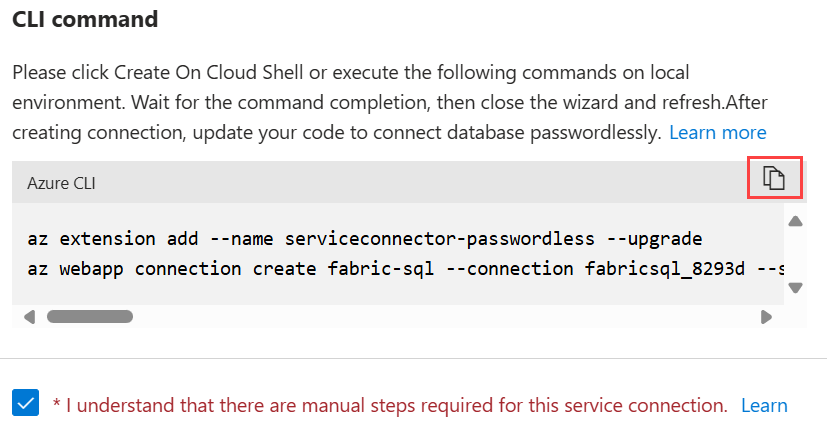 CLI command
Please click Create On Cloud Shell or execute the following commands on local
environment. Wait for the command completion, then close the wizard and refresh.After
creating connection, update your code to connect database passwordlessly. Learn more
Azure CLI
az extension add --name serviceconnector-passwordless --upgrade
az webapp connection create fabric-sql --connection fabricsql_8293d --s
* I understand that there are manual steps required for this service connection. Learn